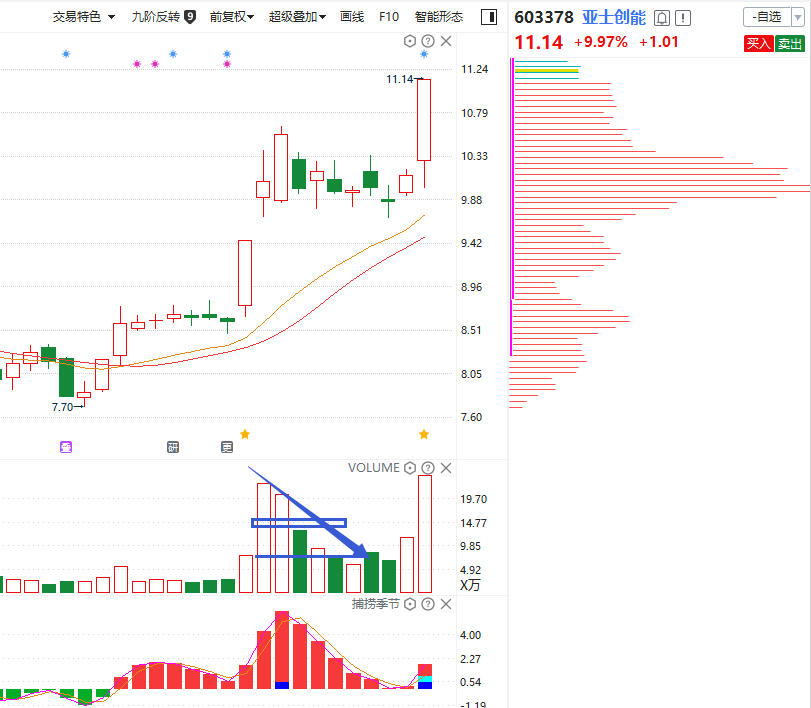 交易特色 九阶反转 9 前复权 超级叠加 画线 F10 智能形态
603378 亚士创能 -自选
11.14 +9.97% +1.01 买入 卖出
11.24
11.14
10.79
10.33
9.88
9.42
8.96
8.51
8.05
7.70
7.60
研 更
VOLUME
19.70
14.77
9.85
4.92
X万
捕捞季节
4.00
2.27
0.54
-1.19